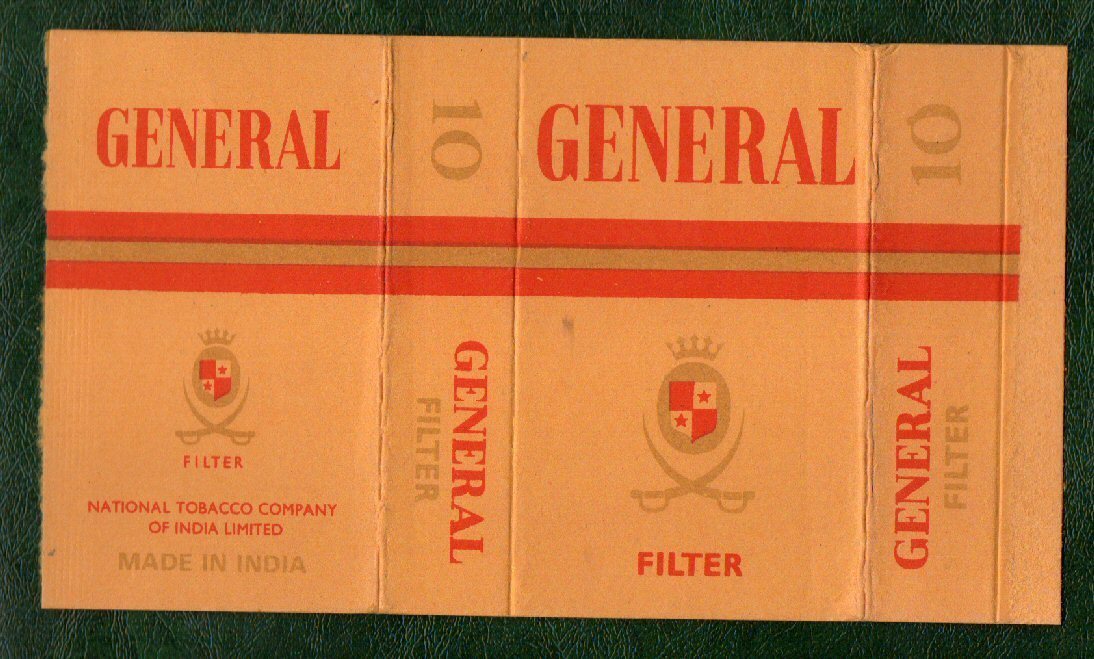 GENERAL
FILTER
NATIONAL TOBACCO COMPANY
OF INDIA LIMITED
MADE IN INDIA
10
GENERAL
FILTER
GENERAL
FILTER
10
GENERAL
FILTER